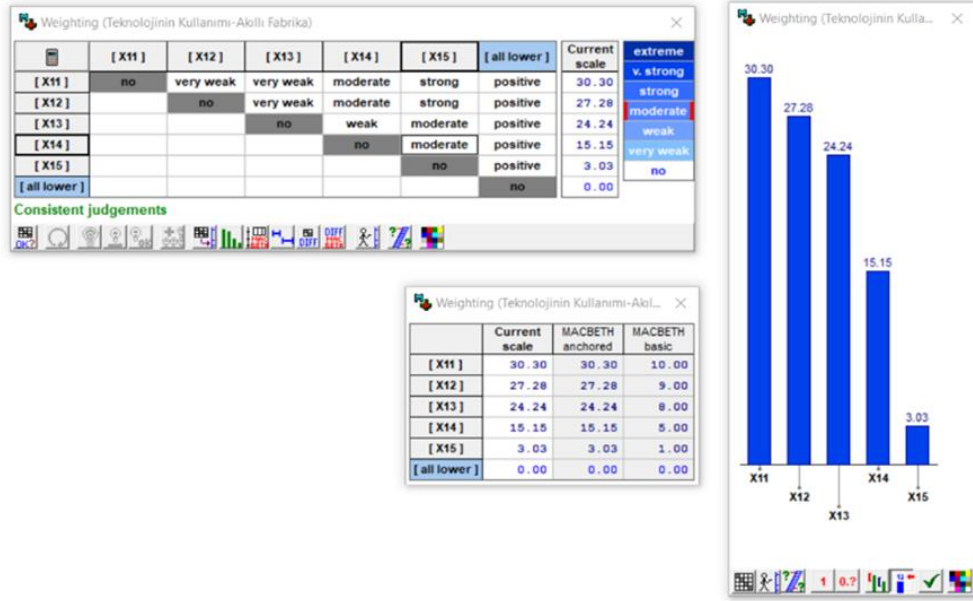 Weighting (Teknolojinin Kullanımı-Akıllı Fabrika)
[ X11 ] [ X12 ] [ X13 ] [ X14 ] [ X15 ] [ all lower ] Current scale
[ X11 ] no very weak very weak moderate strong positive 30.30
[ X12 ] no very weak moderate strong positive 27.28
[ X13 ] no weak moderate positive 24.24
[ X14 ] no moderate positive 15.15
[ X15 ] no positive 3.03
[ all lower ] no 0.00
extreme
v. strong
strong
moderate
weak
very weak
no
Consistent judgements
Weighting (Teknolojinin Kulla...
30.30
27.28
24.24
15.15
3.03
X11
X12
X13
X14
X15
1 0.?
Weighting (Teknolojinin Kullanımı-Akıl...
Current scale MACBETH anchored MACBETH basic
[ X11 ] 30.30 30.30 10.00
[ X12 ] 27.28 27.28 9.00
[ X13 ] 24.24 24.24 8.00
[ X14 ] 15.15 15.15 5.00
[ X15 ] 3.03 3.03 1.00
[ all lower ] 0.00 0.00 0.00